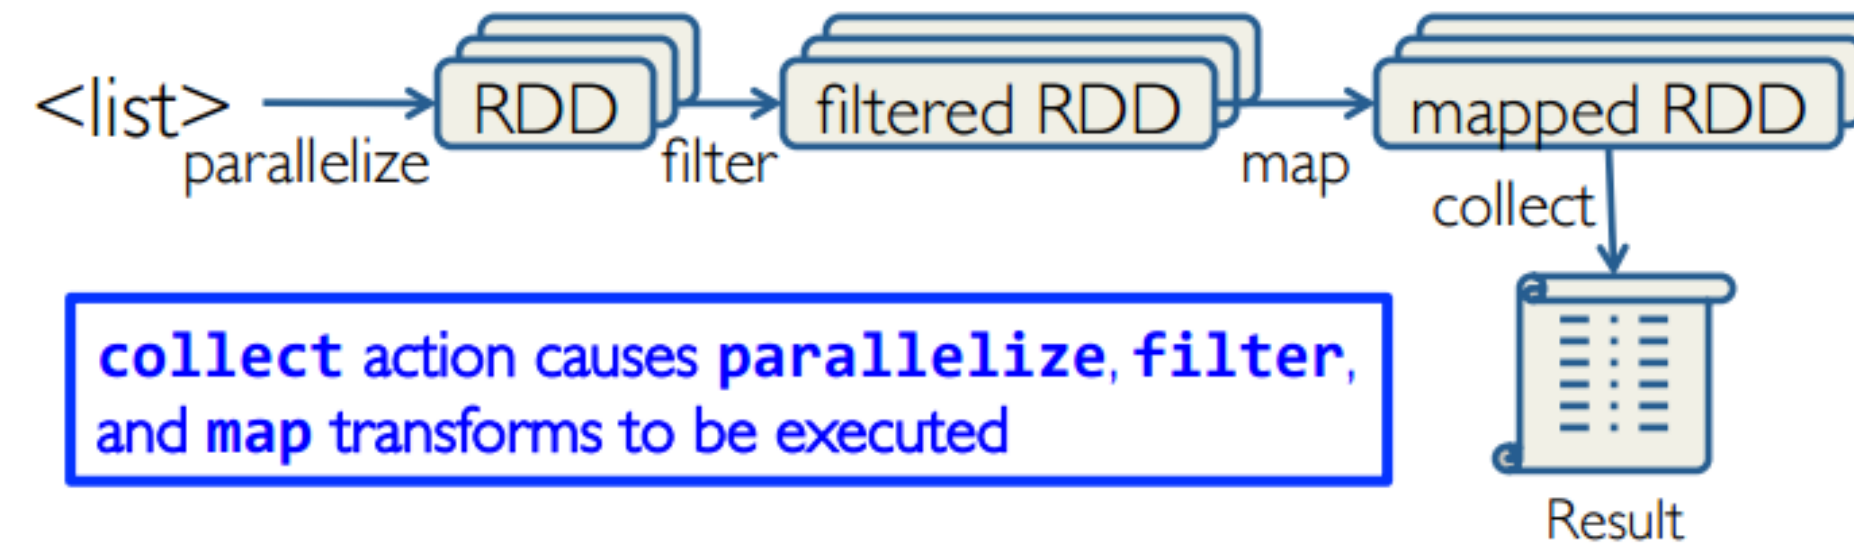 <list>
RDD
filtered RDD
mapped RDD
parallelize
filter
map
collect
collect action causes parallelize, filter,
and map transforms to be executed
Result